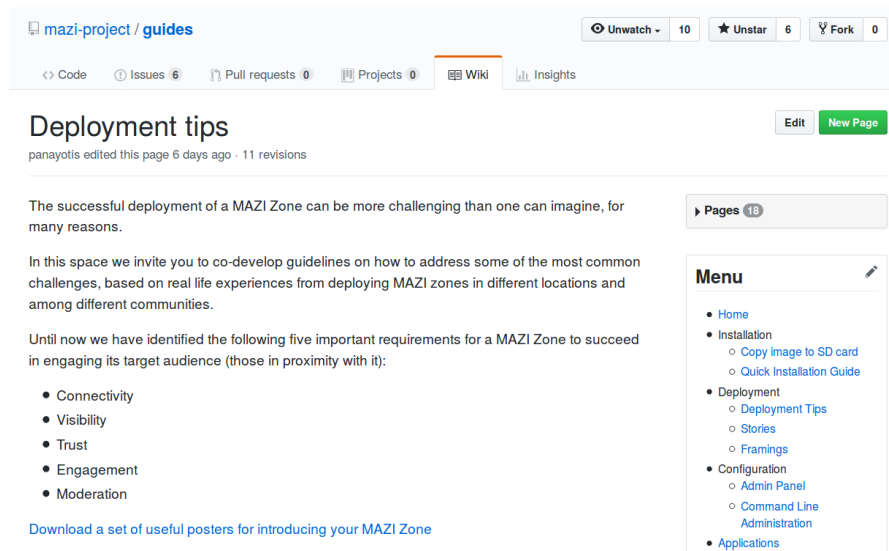 mazi-project / guides
Unwatch 10 Unstar 6 Fork 0
Code Issues 6 Pull requests 0 Projects 0 Wiki Insights
Deployment tips
Edit New Page
panayotis edited this page 6 days ago · 11 revisions
The successful deployment of a MAZI Zone can be more challenging than one can imagine, for
many reasons.
In this space we invite you to co-develop guidelines on how to address some of the most common
challenges, based on real life experiences from deploying MAZI zones in different locations and
among different communities.
Until now we have identified the following five important requirements for a MAZI Zone to succeed
in engaging its target audience (those in proximity with it):
Connectivity
Visibility
Trust
Engagement
Moderation
Download a set of useful posters for introducing your MAZI Zone
Pages 18
Menu
Home
Installation
Copy image to SD card
Quick Installation Guide
Deployment
Deployment Tips
Stories
Framings
Configuration
Admin Panel
Command Line
Administration
Applications